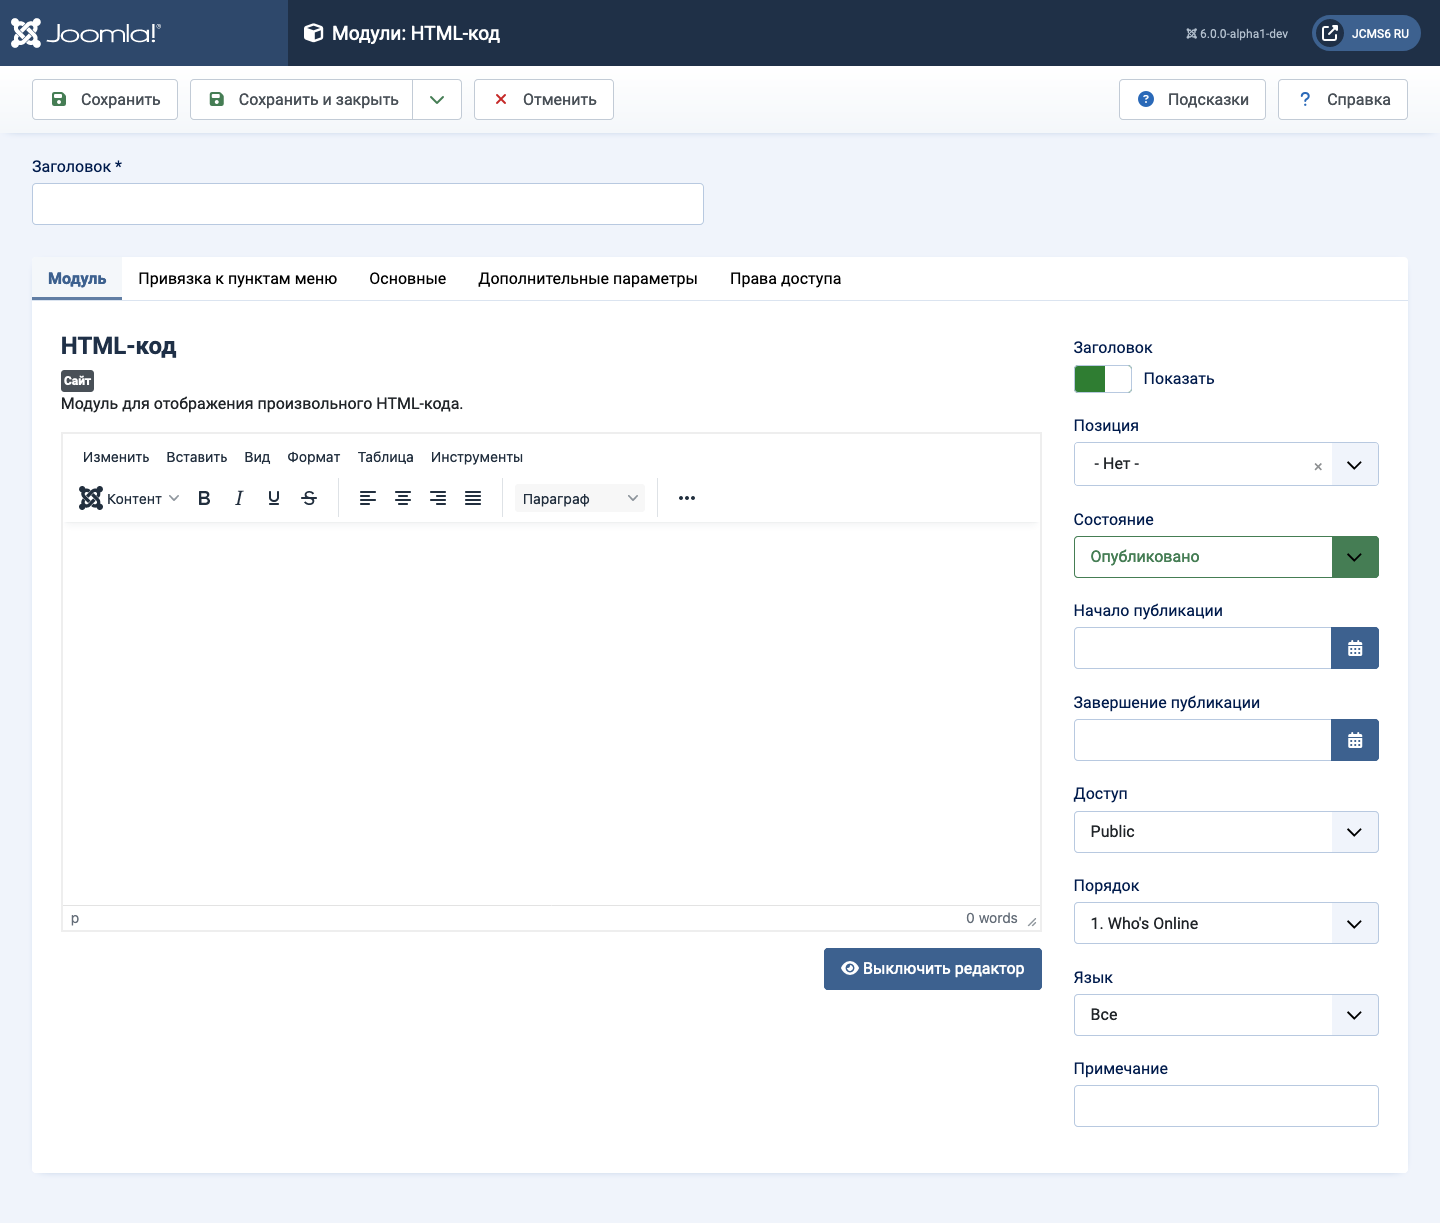 Joomla!®
Модули: HTML-код
6.0.0-alpha1-dev
JCMS6 RU
Сохранить
Сохранить и закрыть
Отменить
Подсказки
Справка
Заголовок *
Модуль
Привязка к пунктам меню
Основные
Дополнительные параметры
Права доступа
HTML-код
Сайт
Модуль для отображения произвольного HTML-кода.
Изменить Вставить Вид Формат Таблица Инструменты
Контент B I U S Параграф
p
0 words
Выключить редактор
Заголовок
Показать
Позиция
- Нет - ×
Состояние
Опубликовано
Начало публикации
Завершение публикации
Доступ
Public
Порядок
1. Who's Online
Язык
Все
Примечание